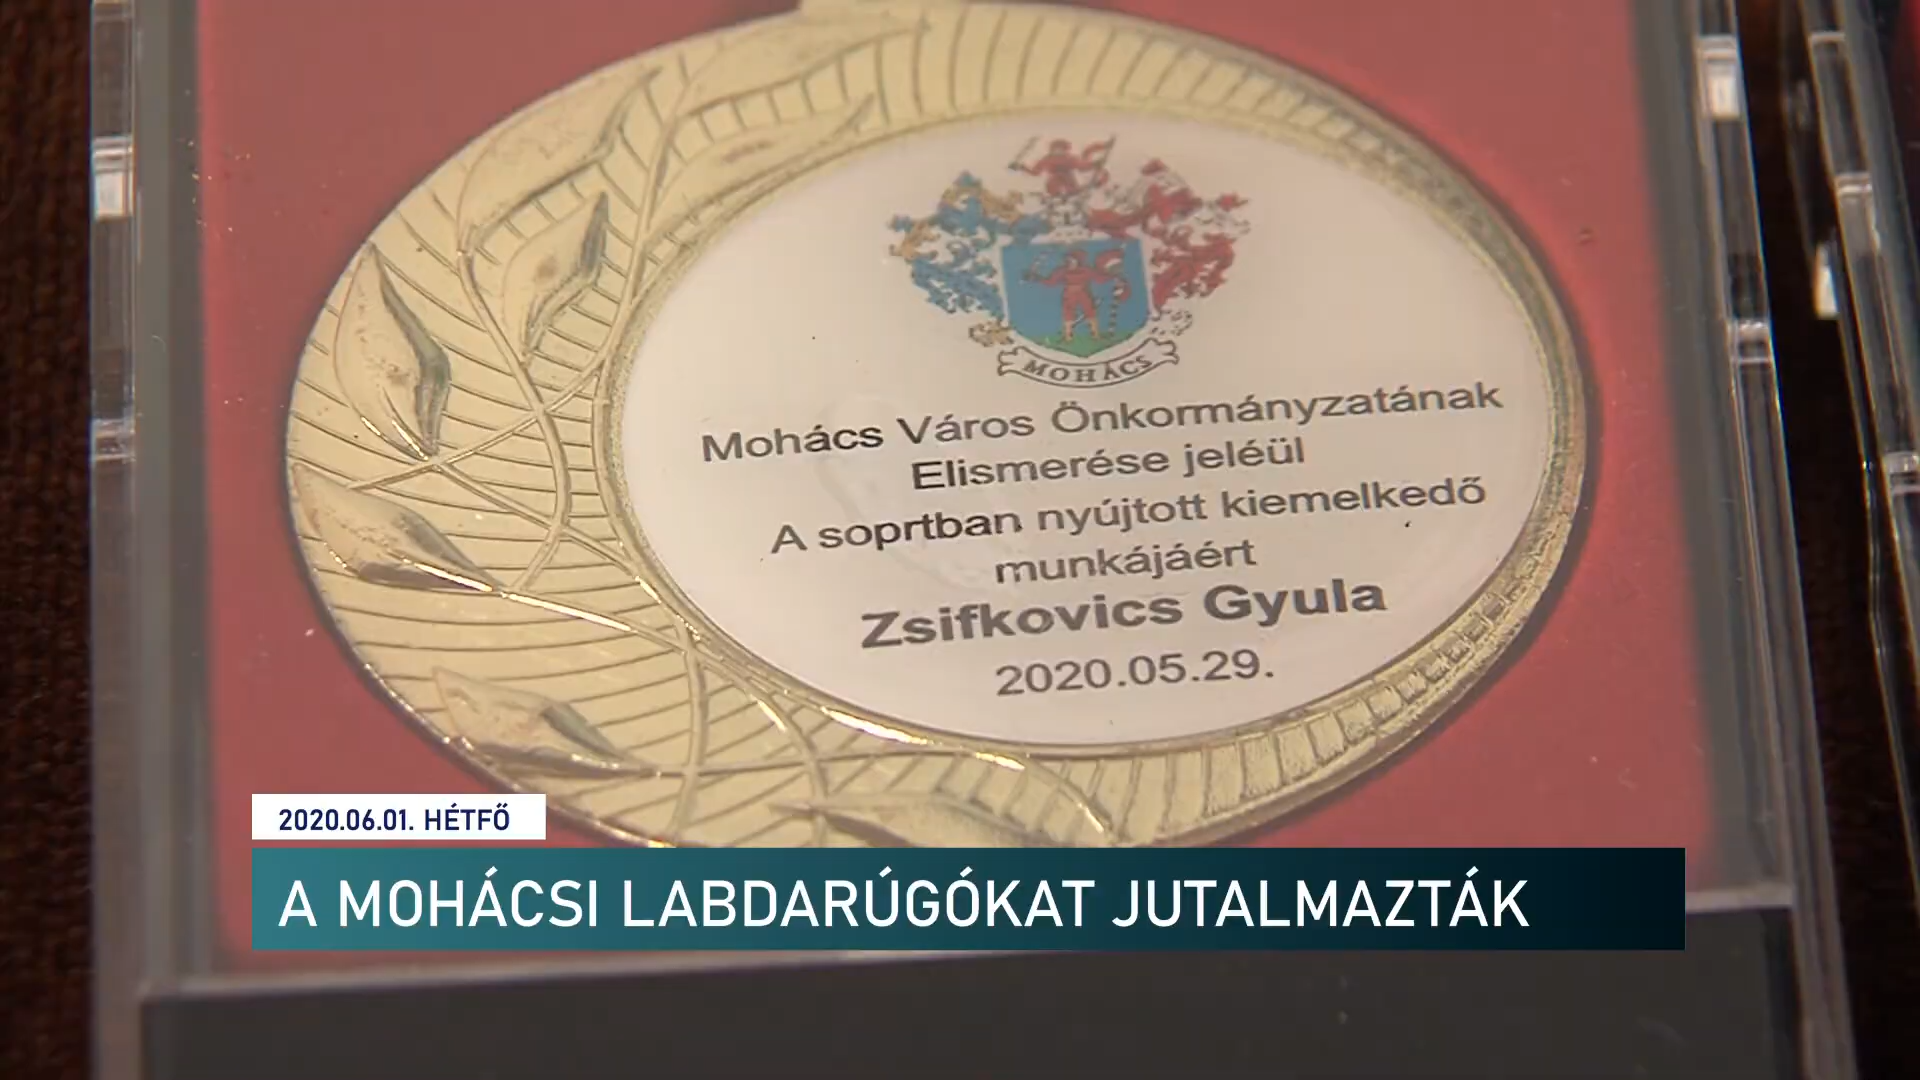 MOHÁCS
Mohács Város Önkormányzatának
Elismerése jeléül
A soprtban nyújtott kiemelkedő
munkájáért
Zsifkovics Gyula
2020.05.29.
2020.06.01. HÉTFŐ
A MOHÁCSI LABDARÚGÓKAT JUTALMAZTÁK